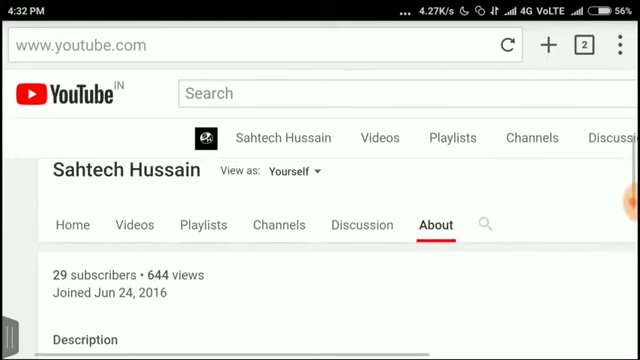 4:32 PM ... 4.27K/s 4G VoLTE 56%
www.youtube.com 2
YouTube IN Search
Sahtech Hussain Videos Playlists Channels Discussi
Sahtech Hussain View as: Yourself
Home Videos Playlists Channels Discussion About
29 subscribers • 644 views
Joined Jun 24, 2016
Description